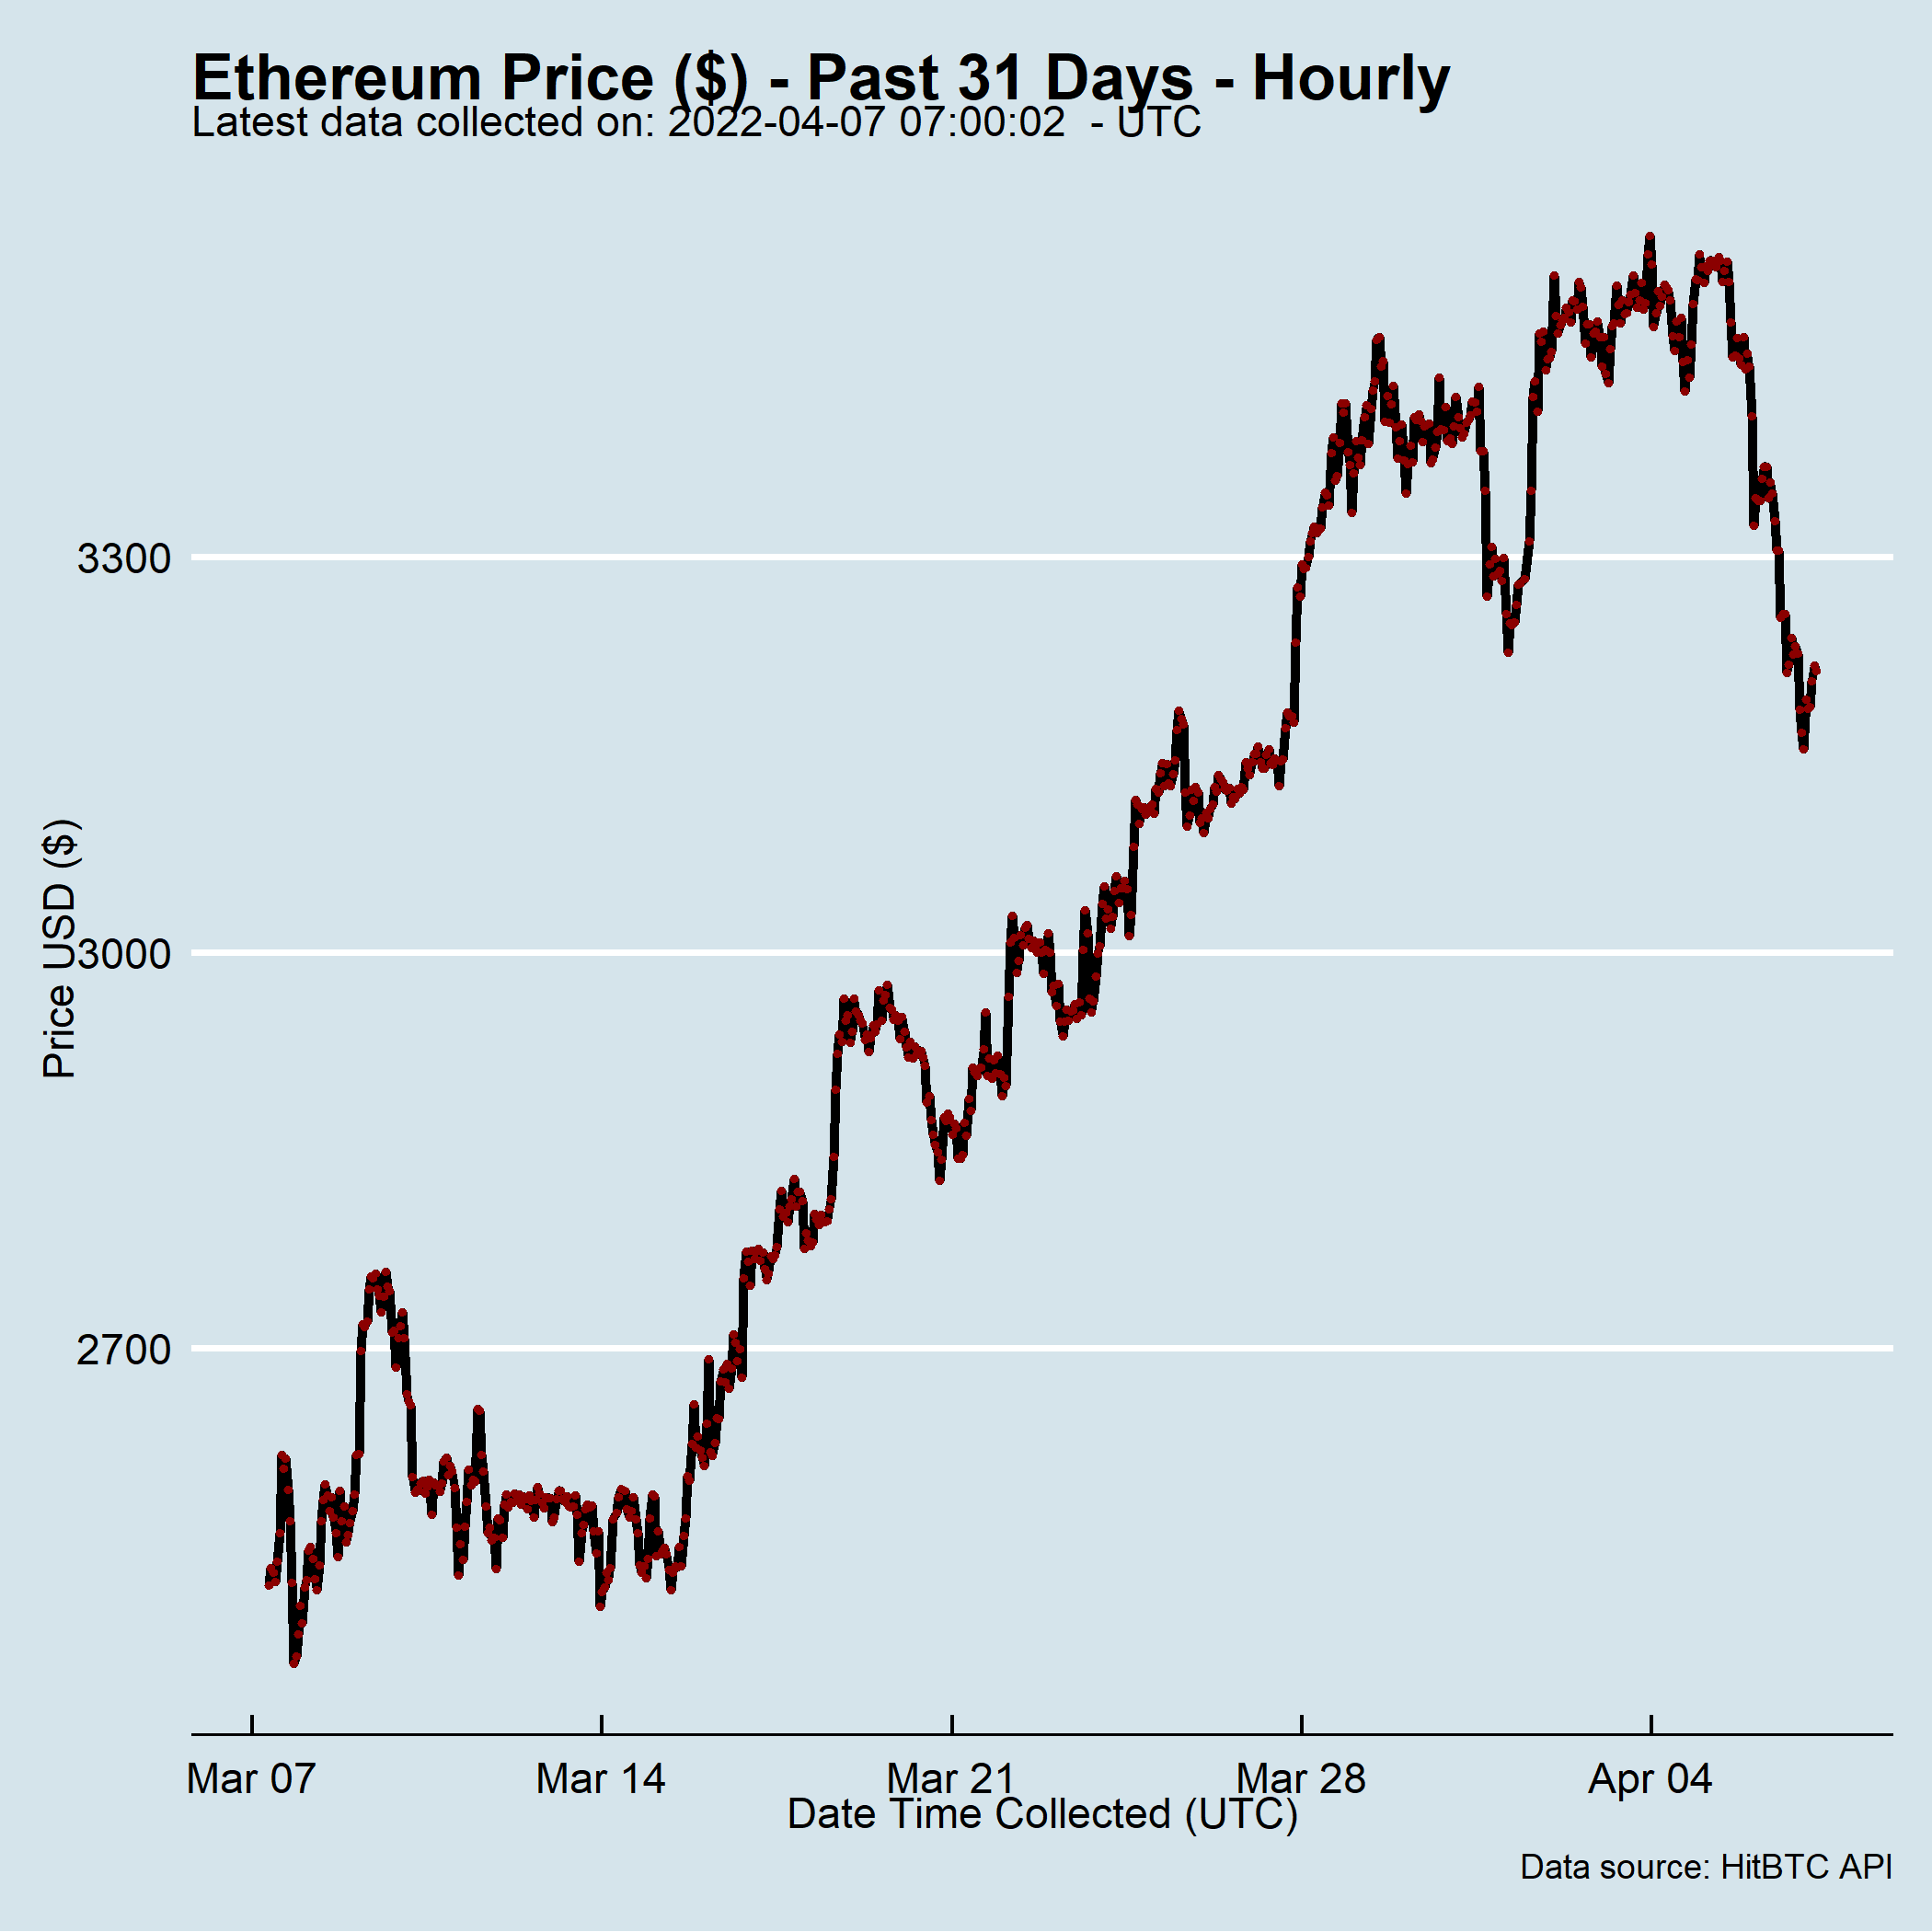 Ethereum Price ($) - Past 31 Days - Hourly
Latest data collected on: 2022-04-07 07:00:02  - UTC
Price USD ($)
3300
3000
2700
Mar 07
Mar 14
Mar 21
Mar 28
Apr 04
Date Time Collected (UTC)
Data source: HitBTC API